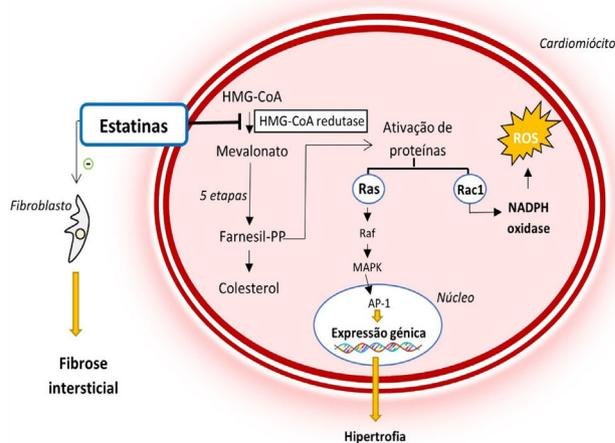 Cardiomiócito
HMG-CoA
Estatinas
HMG-CoA redutase
Ativação de
proteínas
ROS
Mevalonato
Fibroblasto
5 etapas
Ras
Rac1
NADPH
oxidase
Farnesil-PP
Raf
MAPK
Colesterol
Núcleo
AP-1
Expressão génica
Fibrose
intersticial
Hipertrofia